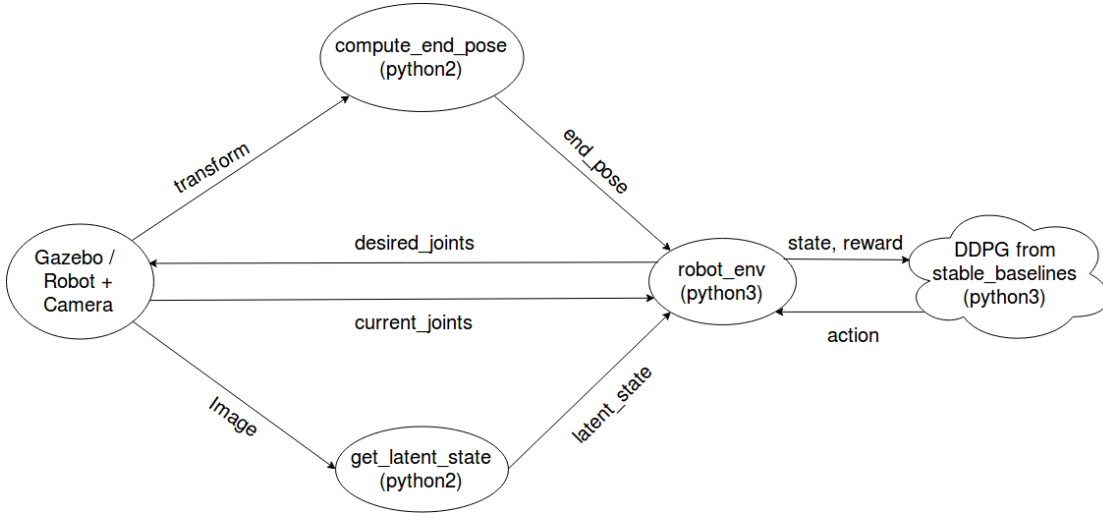 compute_end_pose
(python2)
transform
end_pose
Gazebo /
Robot +
Camera
desired_joints
current_joints
robot_env
(python3)
state, reward
action
DDPG from
stable_baselines
(python3)
Image
latent_state
get_latent_state
(python2)